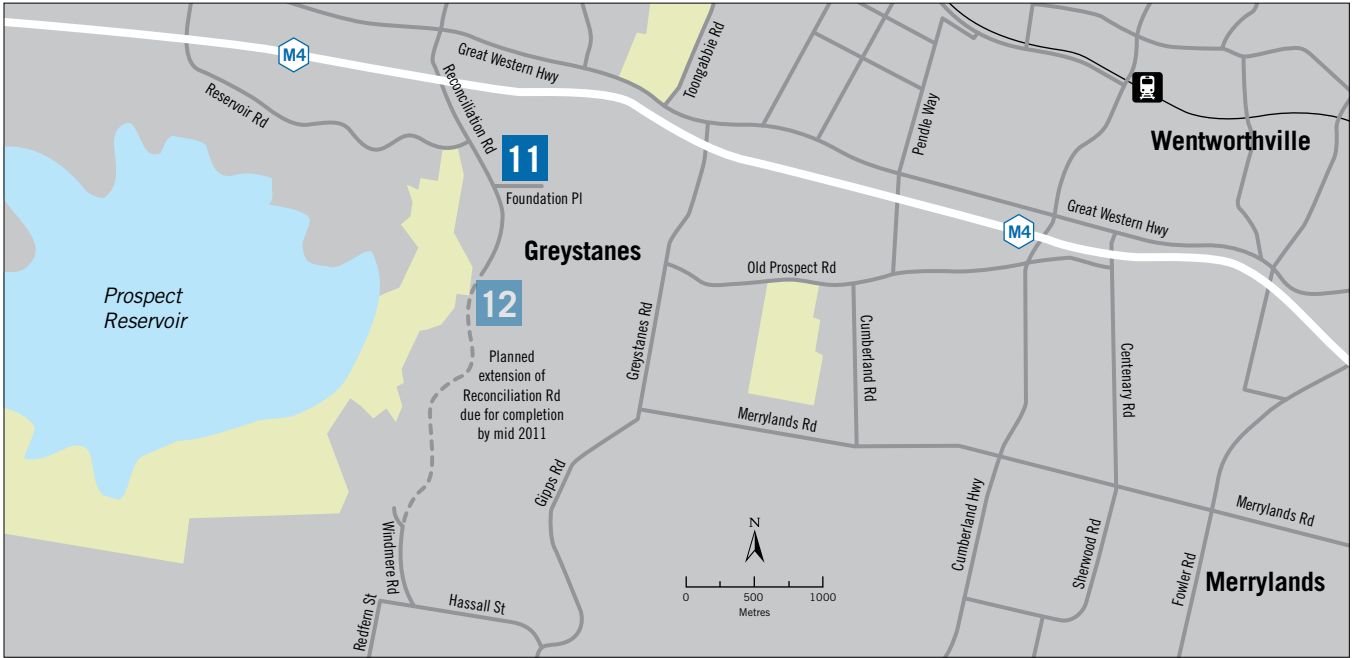 M4
Great Western Hwy
Toongabbie Rd
Reservoir Rd
Reconciliation Rd
Pendle Way
Wentworthville
11
Foundation Pl
Great Western Hwy
M4
Greystanes
Old Prospect Rd
Prospect
Reservoir
12
Greystanes Rd
Cumberland Rd
Centenary Rd
Planned
extension of
Reconciliation Rd
due for completion
by mid 2011
Merrylands Rd
Gipps Rd
Cumberland Hwy
Merrylands Rd
Windmere Rd
N
Sherwood Rd
Fowler Rd
Merrylands
0 500 1000
Metres
Redfern St
Hassall St